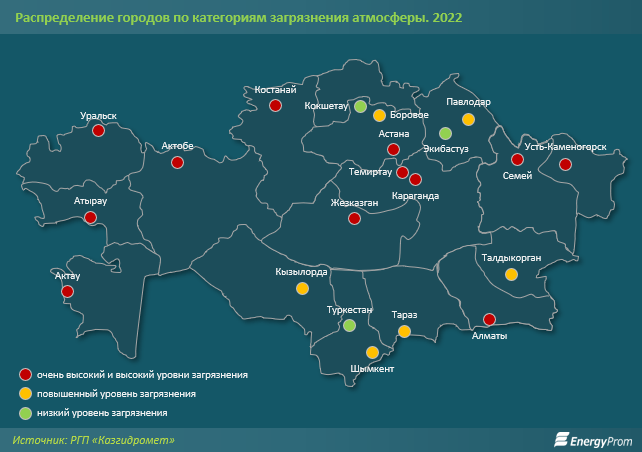 Распределение городов по категориям загрязнения атмосферы. 2022
Костанай
Кокшетау
Боровое
Павлодар
Уральск
Актобе
Астана
Экибастуз
Усть-Каменогорск
Темиртау
Семей
Караганда
Атырау
Жезказган
Талдыкорган
Актау
Кызылорда
Туркестан
Тараз
Алматы
Шымкент
очень высокий и высокий уровни загрязнения
повышенный уровень загрязнения
низкий уровень загрязнения
Источник: РГП «Казгидромет»
EnergyProm